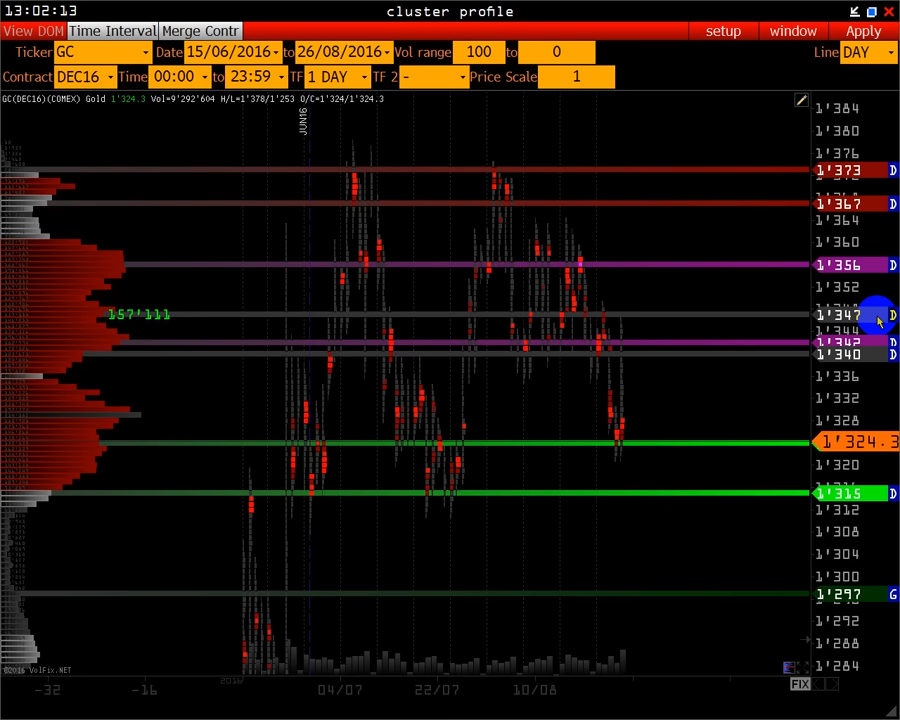 13:02:13 cluster profile
View DOM Time Interval Merge Contr setup window Apply
Ticker GC Date 15/06/2016 to 26/08/2016 Vol range 100 to 0 Line DAY
Contract DEC16 Time 00:00 to 23:59 TF 1 DAY TF 2 - Price Scale 1
GC(DEC16)(COMEX) Gold 1'324.3 Vol=9'292'604 H/L=1'378/1'253 O/C=1'324/1'324.3
JUN16
1'384
1'380
1'376
1'373 D
1'367 D
1'364
1'360
1'356 D
1'352
157'111 1'347 D
1'344
1'342 D
1'340 D
1'336
1'332
1'328
1'324.3
1'320
1'315 D
1'312
1'308
1'304
1'300
1'297 G
1'292
1'288
1'284
©2016 VolFix.NET
FIX
-32 -16 2016 04/07 22/07 10/08